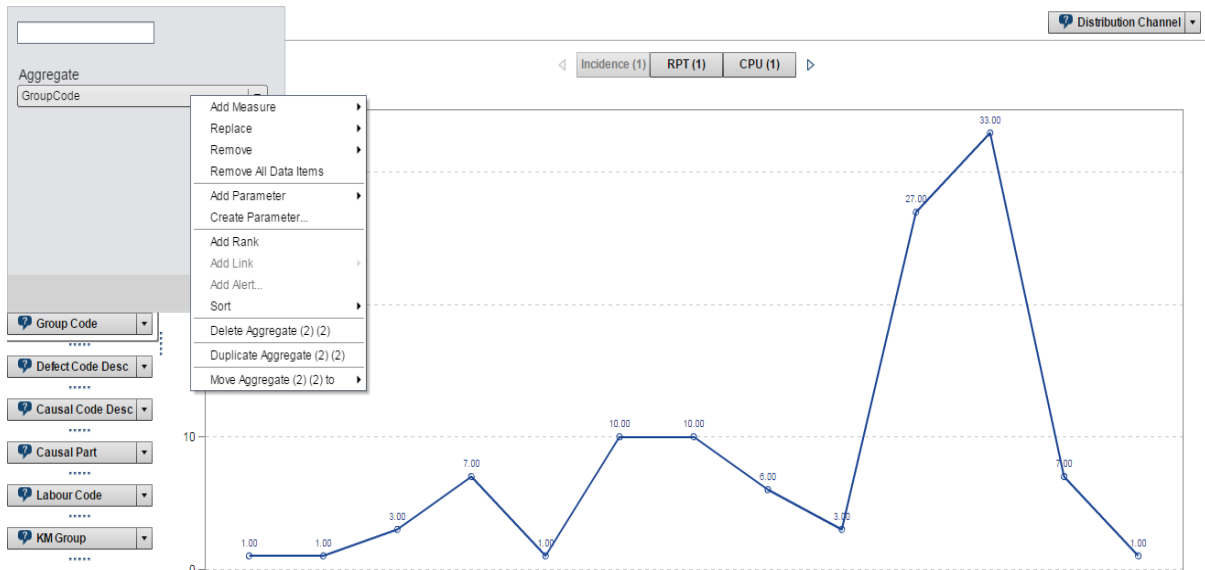 Distribution Channel
Incidence (1) RPT (1) CPU (1)
Aggregate
GroupCode
Add Measure
Replace
Remove
Remove All Data Items
Add Parameter
Create Parameter...
Add Rank
Add Link
Add Alert...
Sort
Delete Aggregate (2) (2)
Duplicate Aggregate (2) (2)
Move Aggregate (2) (2) to
Group Code
Defect Code Desc
Causal Code Desc
Causal Part
Labour Code
KM Group
10
0
1.00 1.00 3.00 7.00 1.00 10.00 10.00 6.00 3.00 27.00 33.00 7.00 1.00